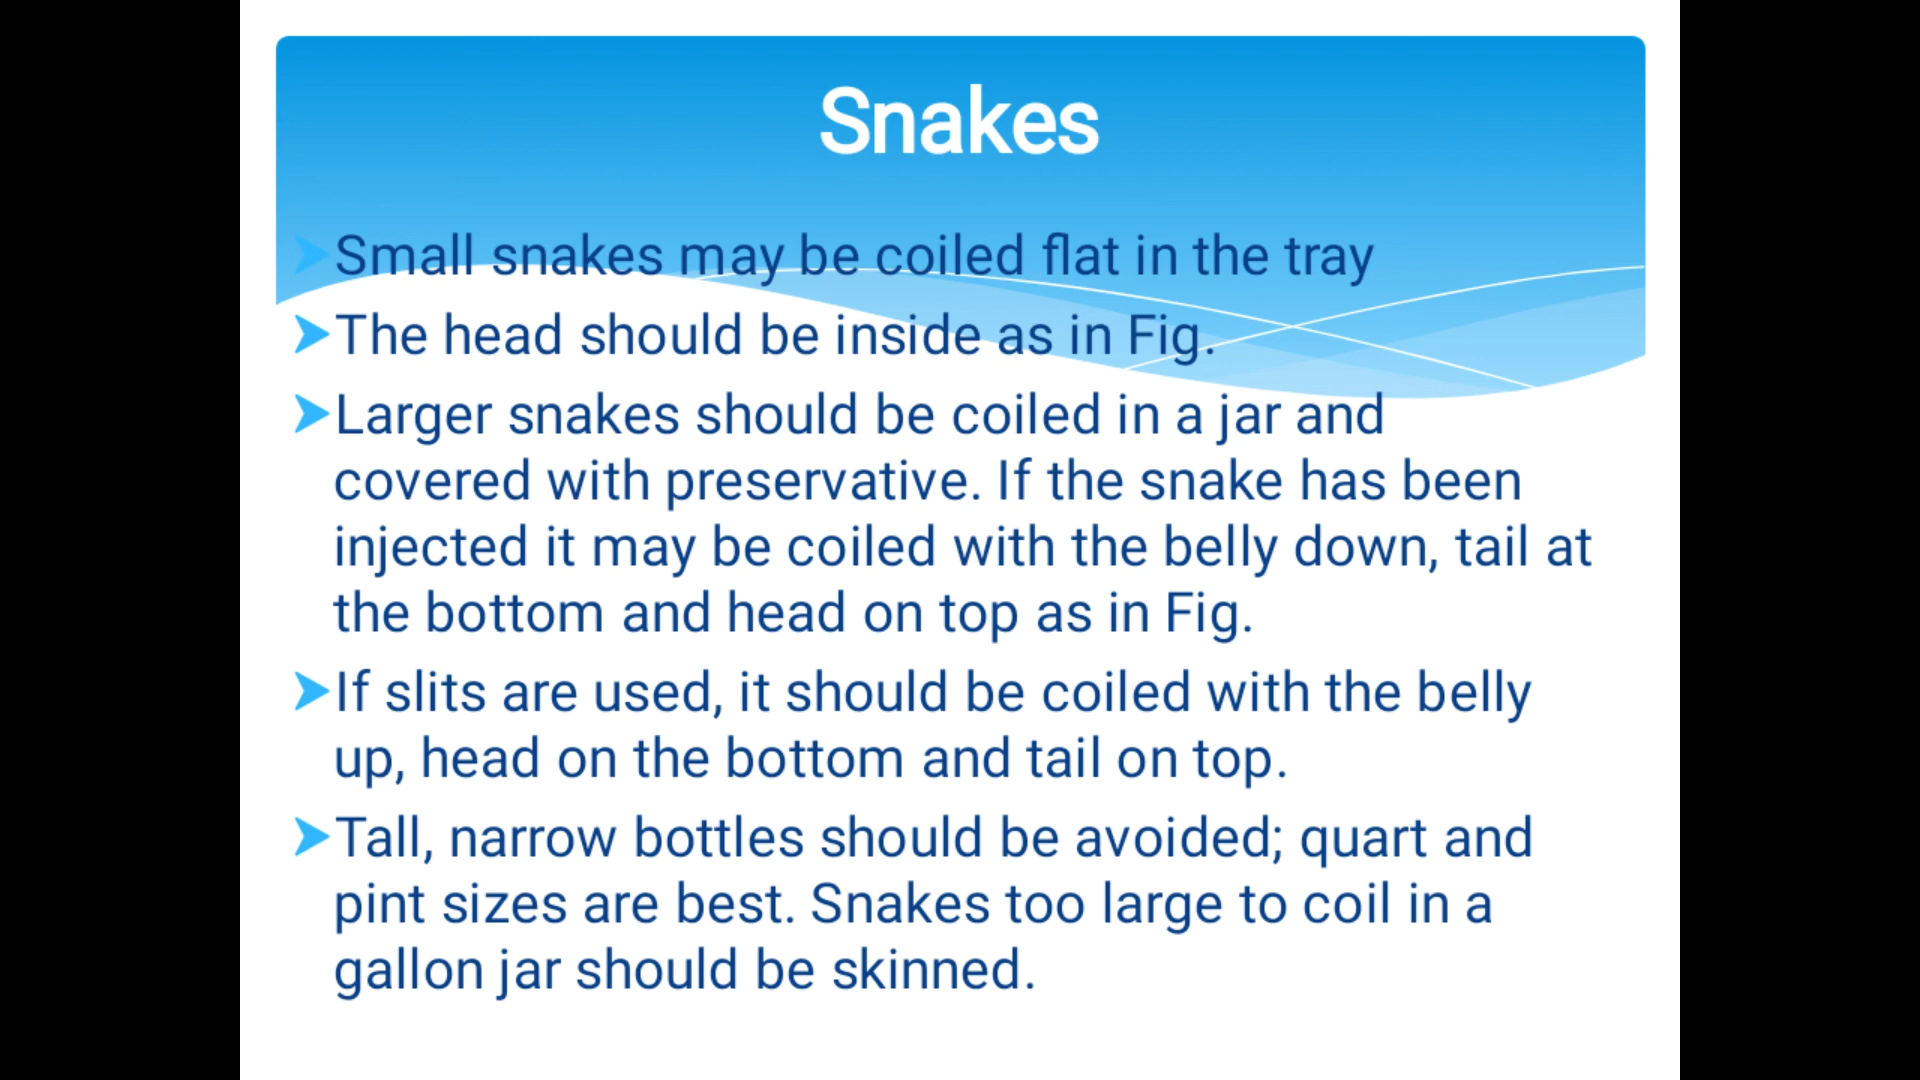 Snakes
Small snakes may be coiled flat in the tray
The head should be inside as in Fig.
Larger snakes should be coiled in a jar and
covered with preservative. If the snake has been
injected it may be coiled with the belly down, tail at
the bottom and head on top as in Fig.
If slits are used, it should be coiled with the belly
up, head on the bottom and tail on top.
Tall, narrow bottles should be avoided; quart and
pint sizes are best. Snakes too large to coil in a
gallon jar should be skinned.